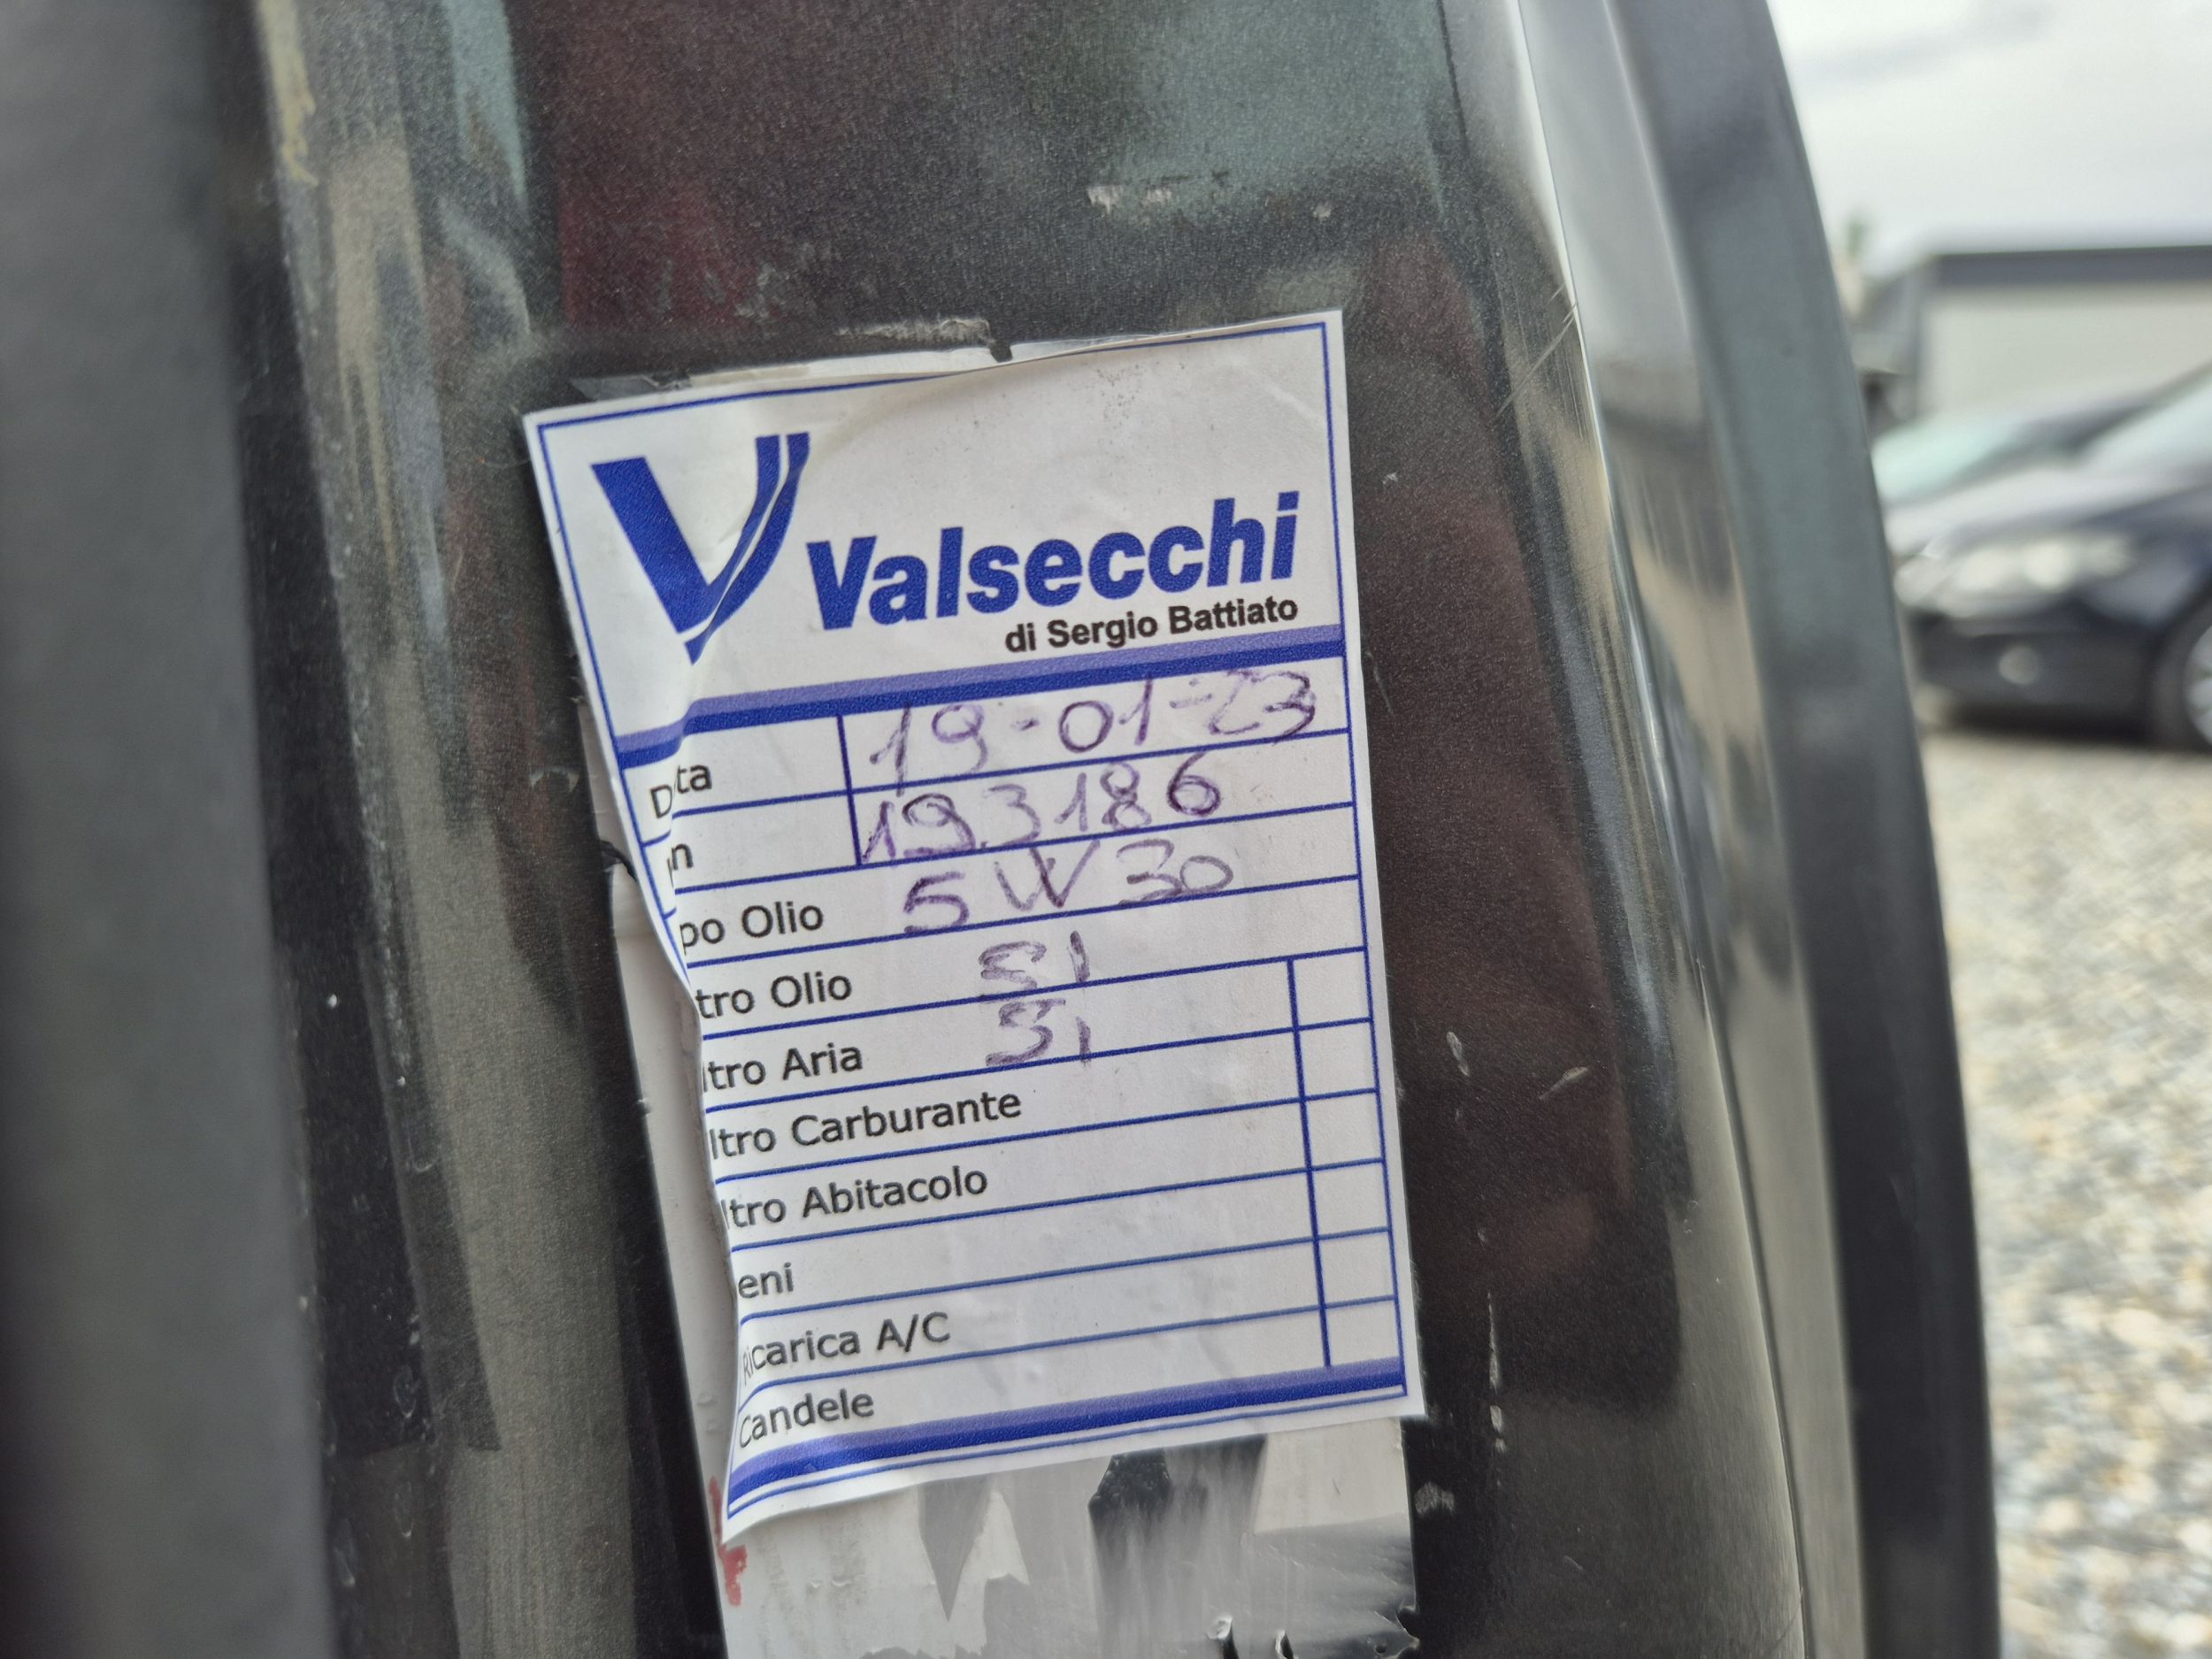 Valsecchi
di Sergio Battiato
Data 19-01-23
m 193186
po Olio 5W30
tro Olio SI
ltro Aria SI
ltro Carburante
ltro Abitacolo
eni
Ricarica A/C
Candele